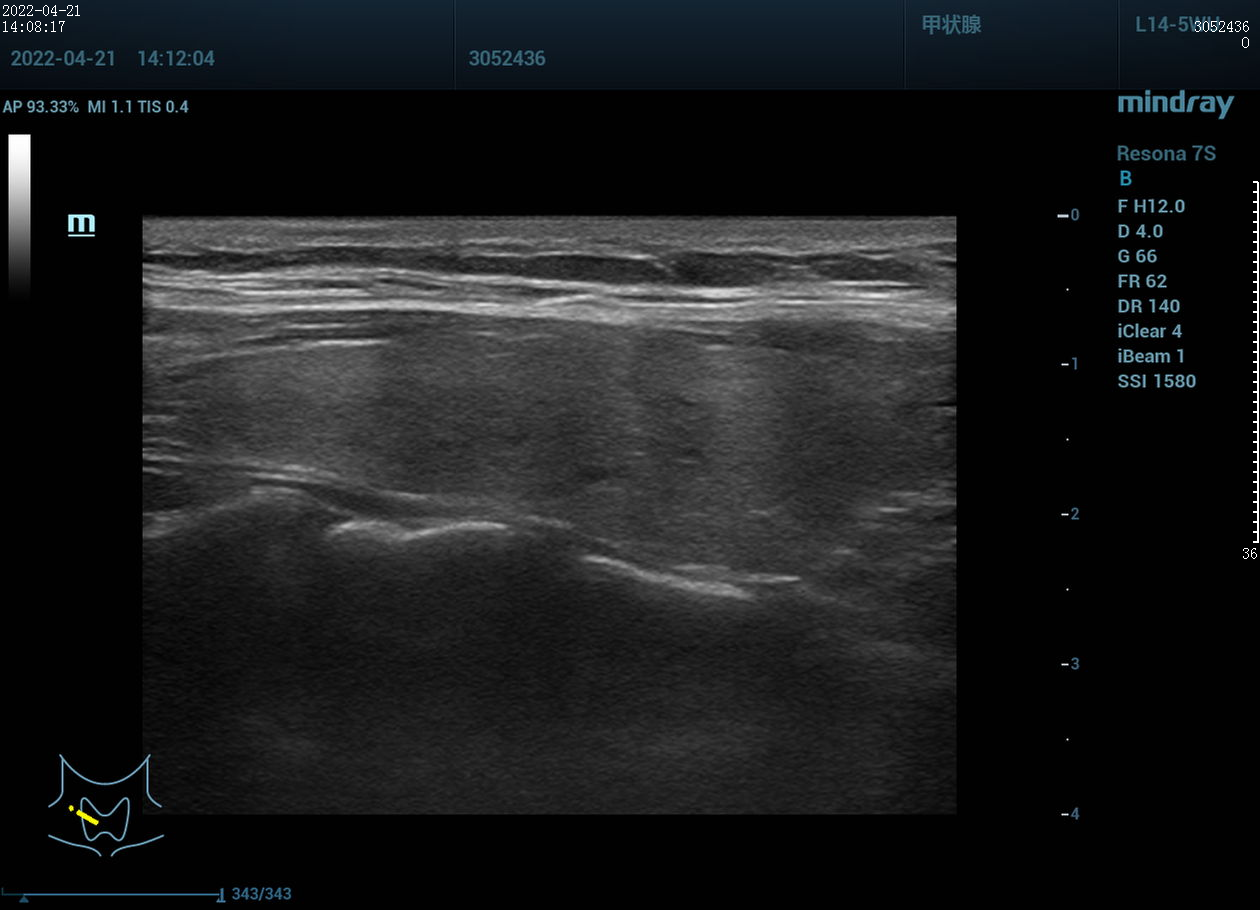 2022-04-21
14:08:17
甲状腺
3052436
0
2022-04-21 14:12:04
3052436
AP 93.33% MI 1.1 TIS 0.4
mindray
Resona 7S
B
m
F H12.0
D 4.0
G 66
FR 62
DR 140
iClear 4
iBeam 1
SSI 1580
0
1
2
3
4
36
343/343